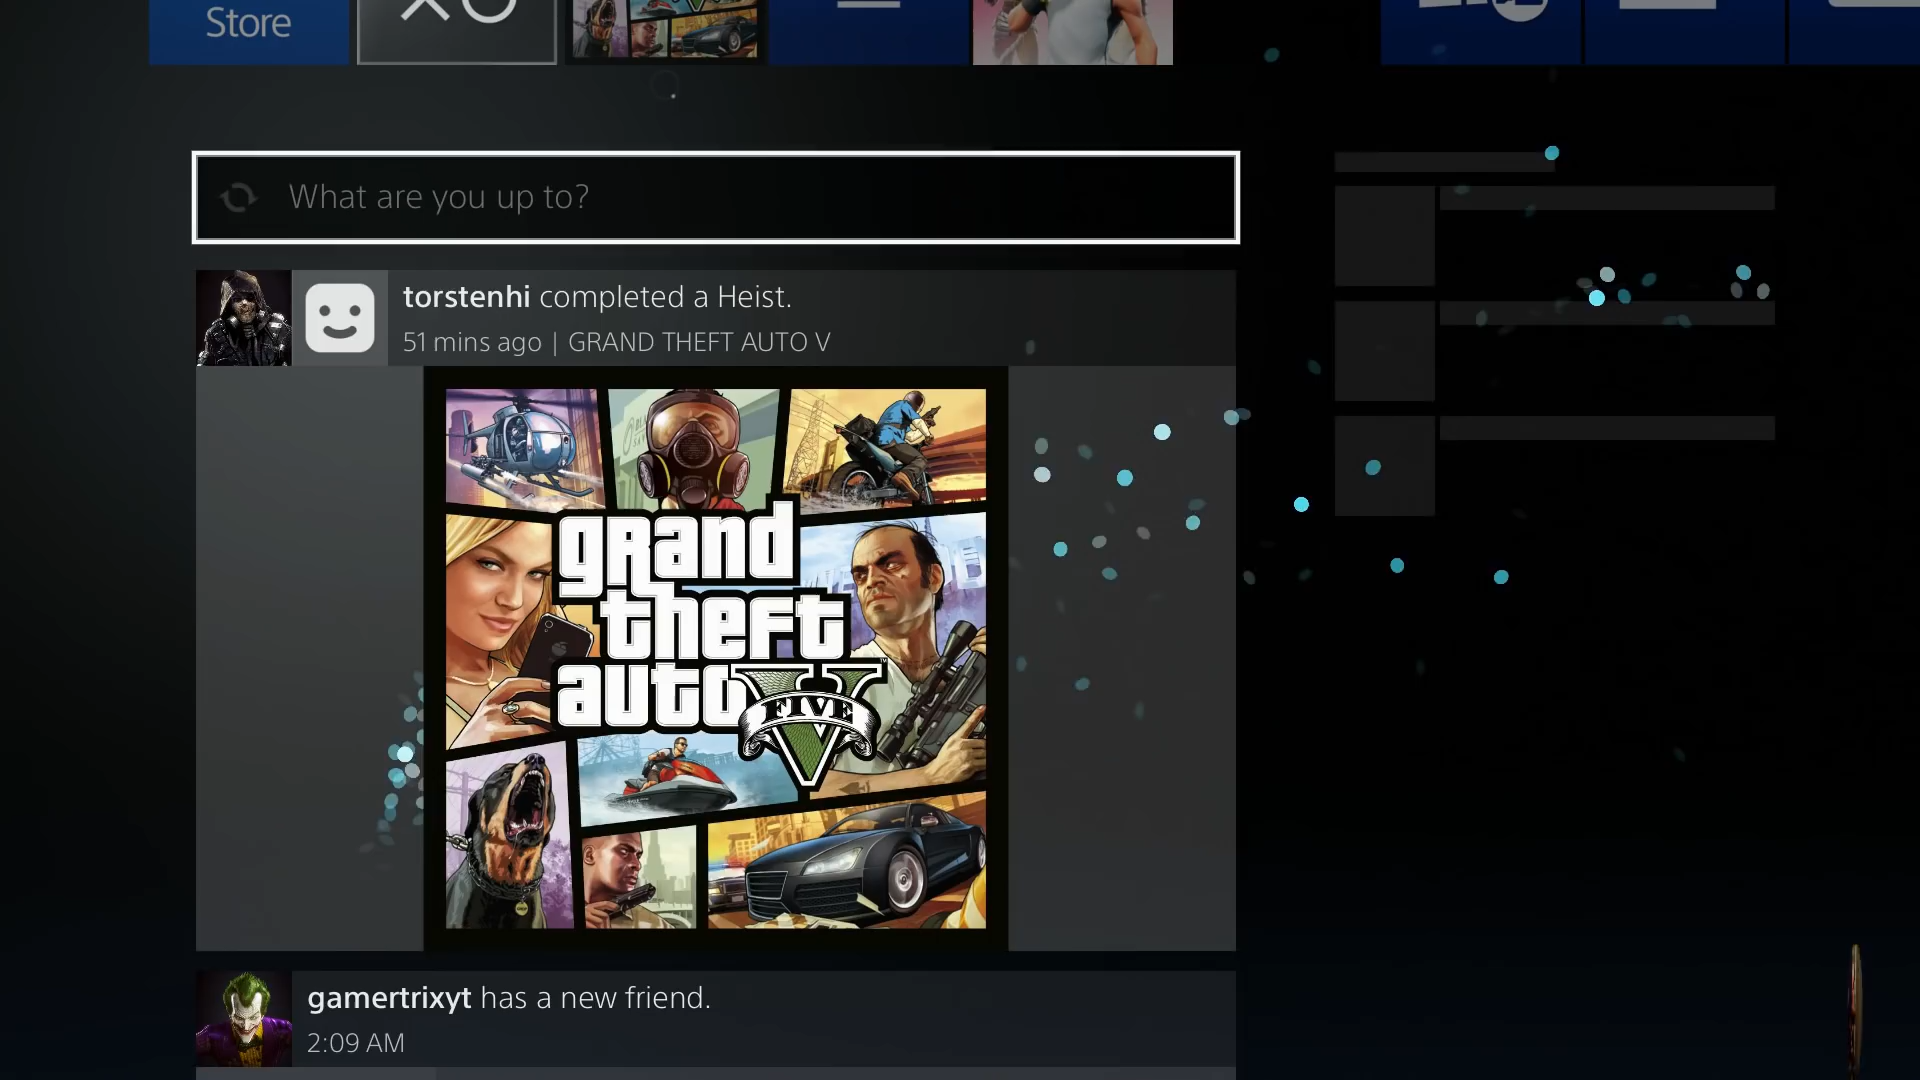 Store
What are you up to?
torstenhi completed a Heist.
51 mins ago | GRAND THEFT AUTO V
grand
theft
auto V
FIVE
gamertrixyt has a new friend.
2:09 AM